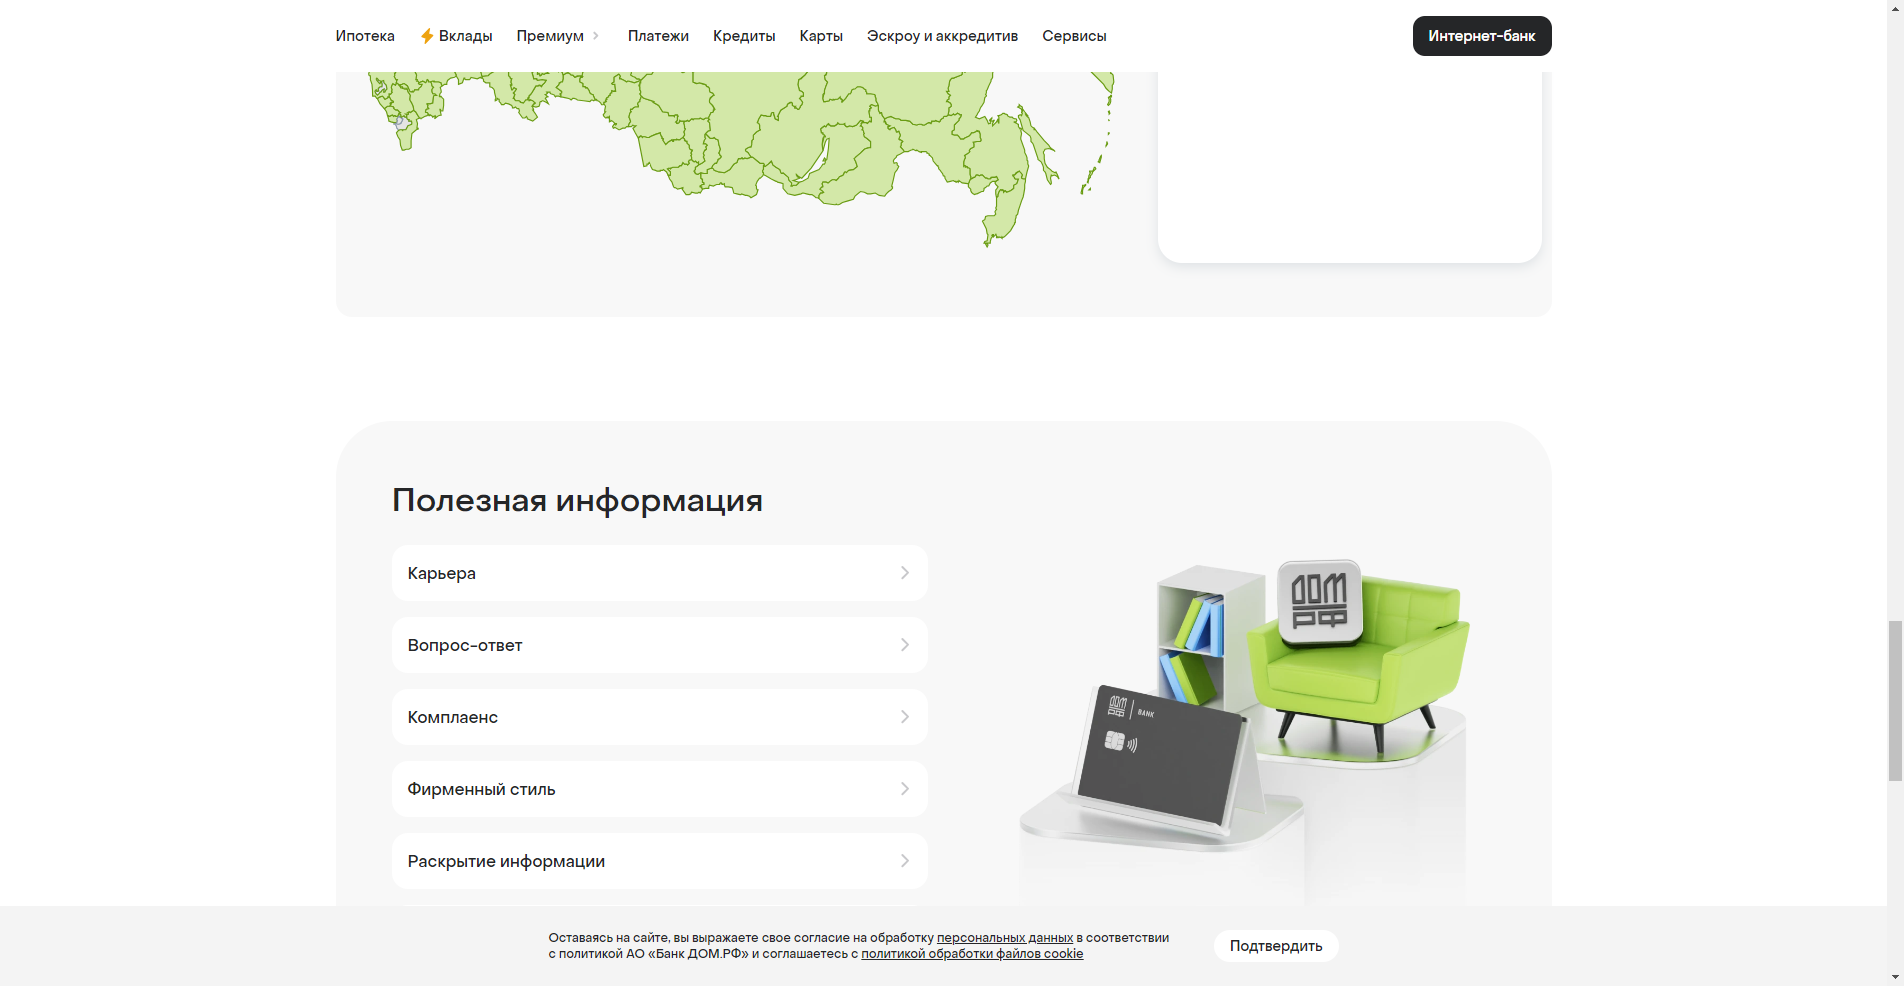 Ипотека
Вклады
Премиум
Платежи
Кредиты
Карты
Эскроу и аккредитив
Сервисы
Интернет-банк
Полезная информация
Карьера
Вопрос-ответ
Комплаенс
Фирменный стиль
Раскрытие информации
ДОМ
РФ
ДОМ
РФ
BANK
Оставаясь на сайте, вы выражаете свое согласие на обработку персональных данных в соответствии
с политикой АО «Банк ДОМ.РФ» и соглашаетесь с политикой обработки файлов cookie
Подтвердить